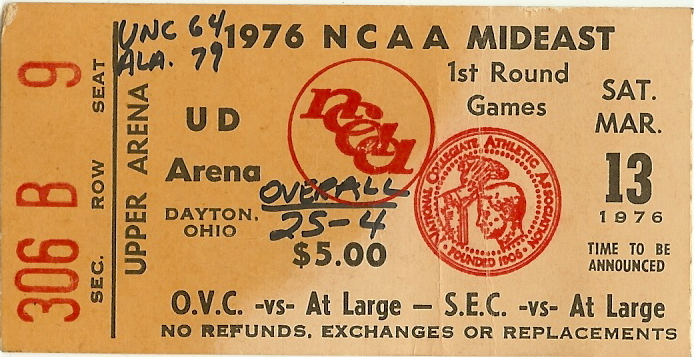 UNC 64
ALA. 79
1976 NCAA MIDEAST
1st Round
Games
SAT.
MAR.
13
1976
TIME TO BE
ANNOUNCED
UD
Arena
DAYTON,
OHIO
OVERALL
25-4
$5.00
ncaa
NATIONAL COLLEGIATE ATHLETIC ASSOCIATION
FOUNDED 1906
O.V.C. -vs- At Large — S.E.C. -vs- At Large
NO REFUNDS, EXCHANGES OR REPLACEMENTS
UPPER ARENA
SEC. ROW SEAT
306 B 9